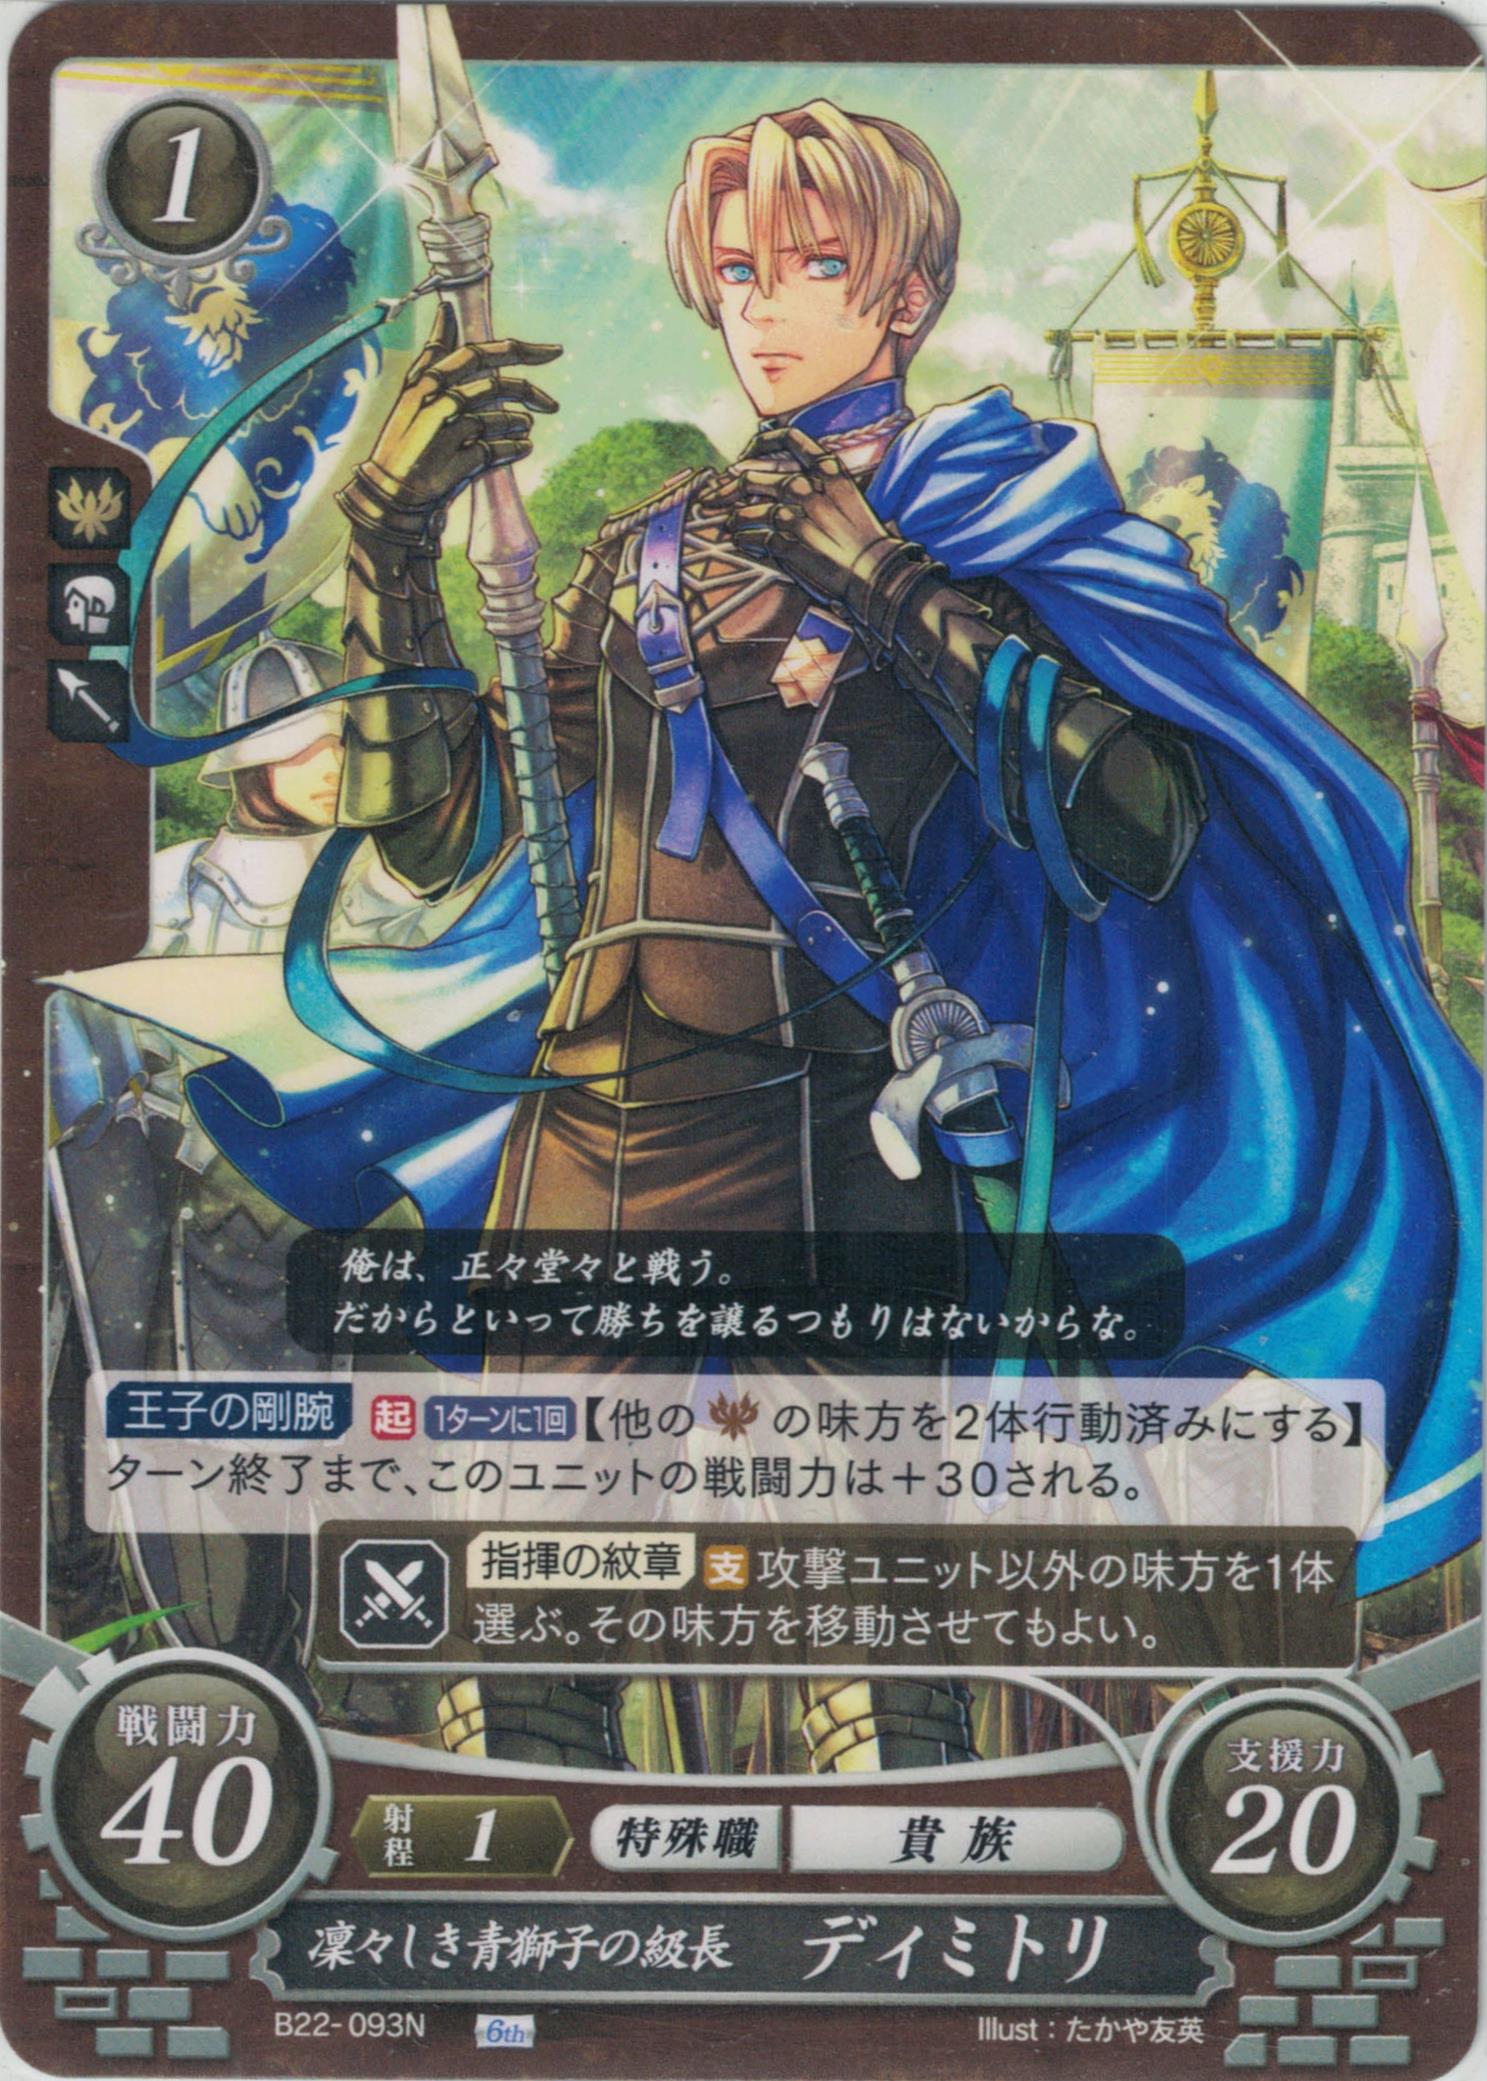 1
俺は、正々堂々と戦う。
だからといって勝ちを譲るつもりはないからな。
王子の剛腕 起 1ターンに1回【他の の味方を2体行動済みにする】
ターン終了まで、このユニットの戦闘力は+30される。
指揮の紋章 支 攻撃ユニット以外の味方を1体
選ぶ。その味方を移動させてもよい。
戦闘力
40
射程 1
特殊職 貴族
支援力
20
凛々しき青獅子の級長 ディミトリ
B22-093N 6th Illust:たかや友英